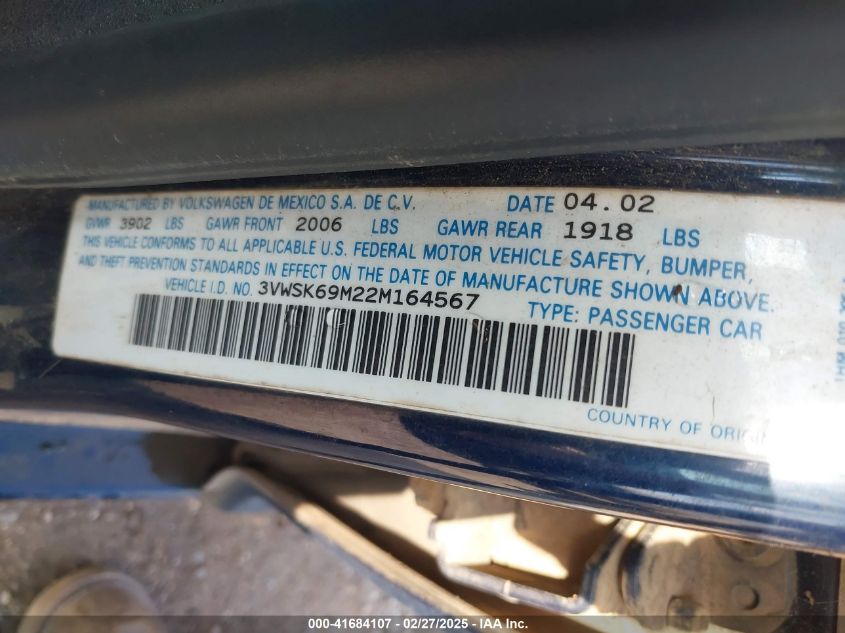 MANUFACTURED BY VOLKSWAGEN DE MEXICO S.A. DE C.V. DATE 04.02
GVWR 3902 LBS GAWR FRONT 2006 LBS GAWR REAR 1918 LBS
THIS VEHICLE CONFORMS TO ALL APPLICABLE U.S. FEDERAL MOTOR VEHICLE SAFETY, BUMPER,
AND THEFT PREVENTION STANDARDS IN EFFECT ON THE DATE OF MANUFACTURE SHOWN ABOVE.
VEHICLE I.D. NO. 3VWSK69M22M164567 TYPE: PASSENGER CAR
COUNTRY OF ORIGI
000-41684107 - 02/27/2025 - IAA Inc.